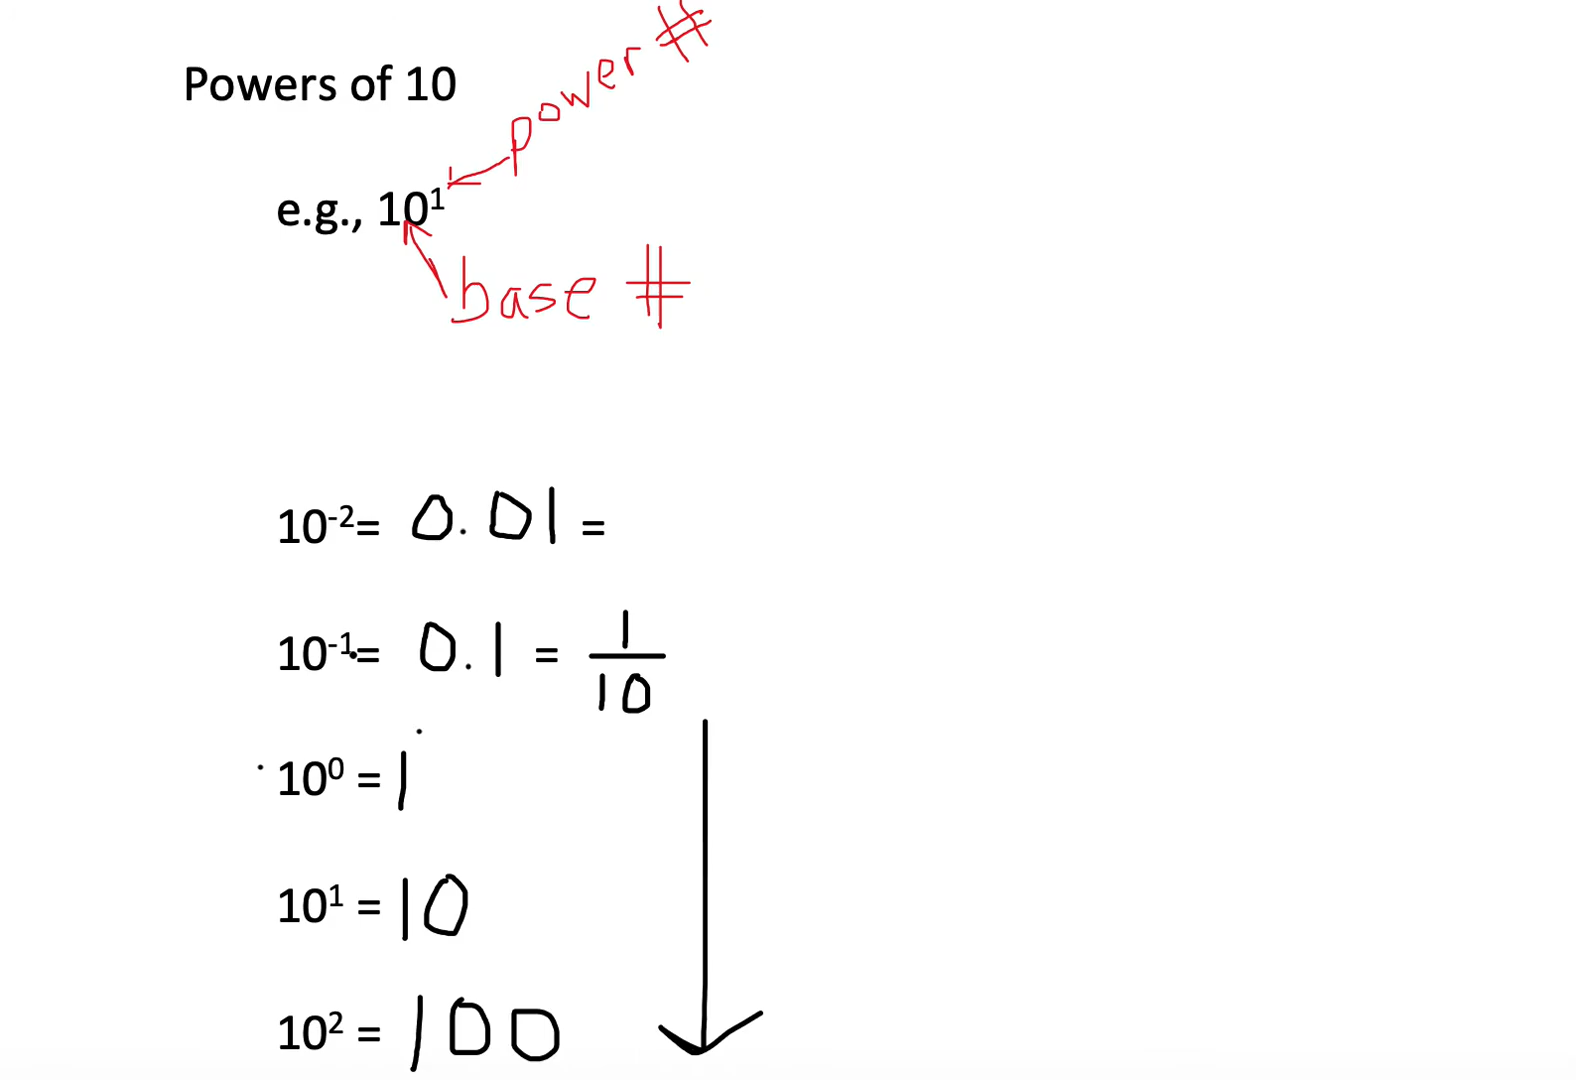 Powers of 10
power #
e.g., 10¹
base #
10⁻²= 0.01 =
10⁻¹= 0.1 = 1/10
10⁰ = 1
10¹ = 10
10² = 100